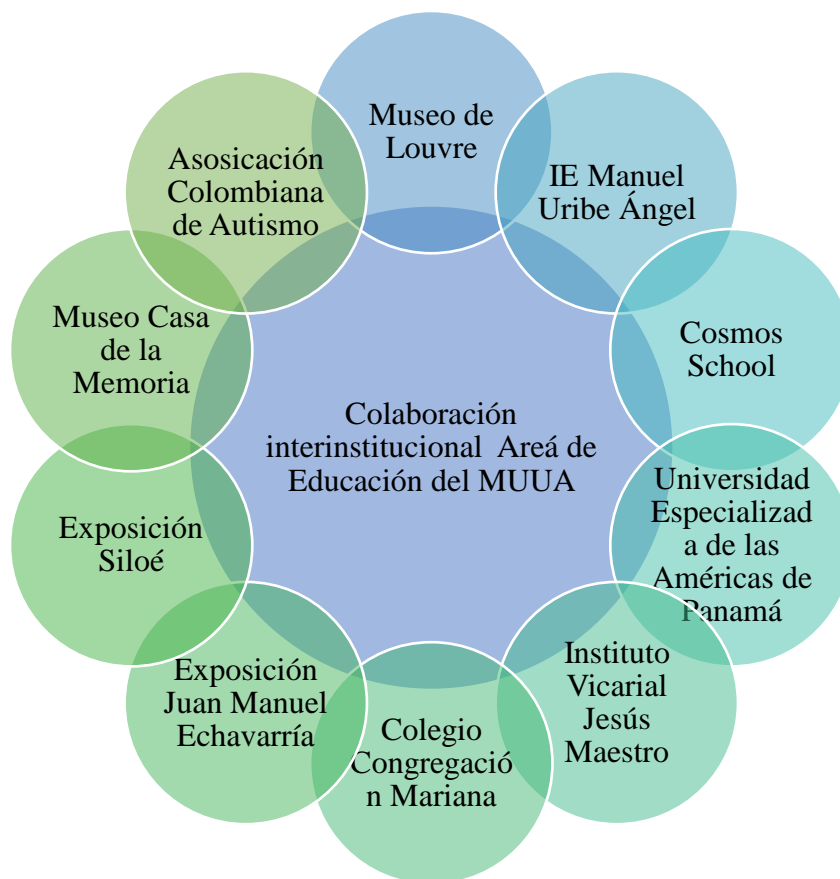 Museo de
Louvre
IE Manuel
Uribe Ángel
Cosmos
School
Universidad
Especializad
a de las
Américas de
Panamá
Instituto
Vicarial
Jesús
Maestro
Colegio
Congregació
n Mariana
Exposición
Juan Manuel
Echavarría
Exposición
Siloé
Museo Casa
de la
Memoria
Asosicación
Colombiana
de Autismo
Colaboración
interinstitucional Areá de
Educación del MUUA